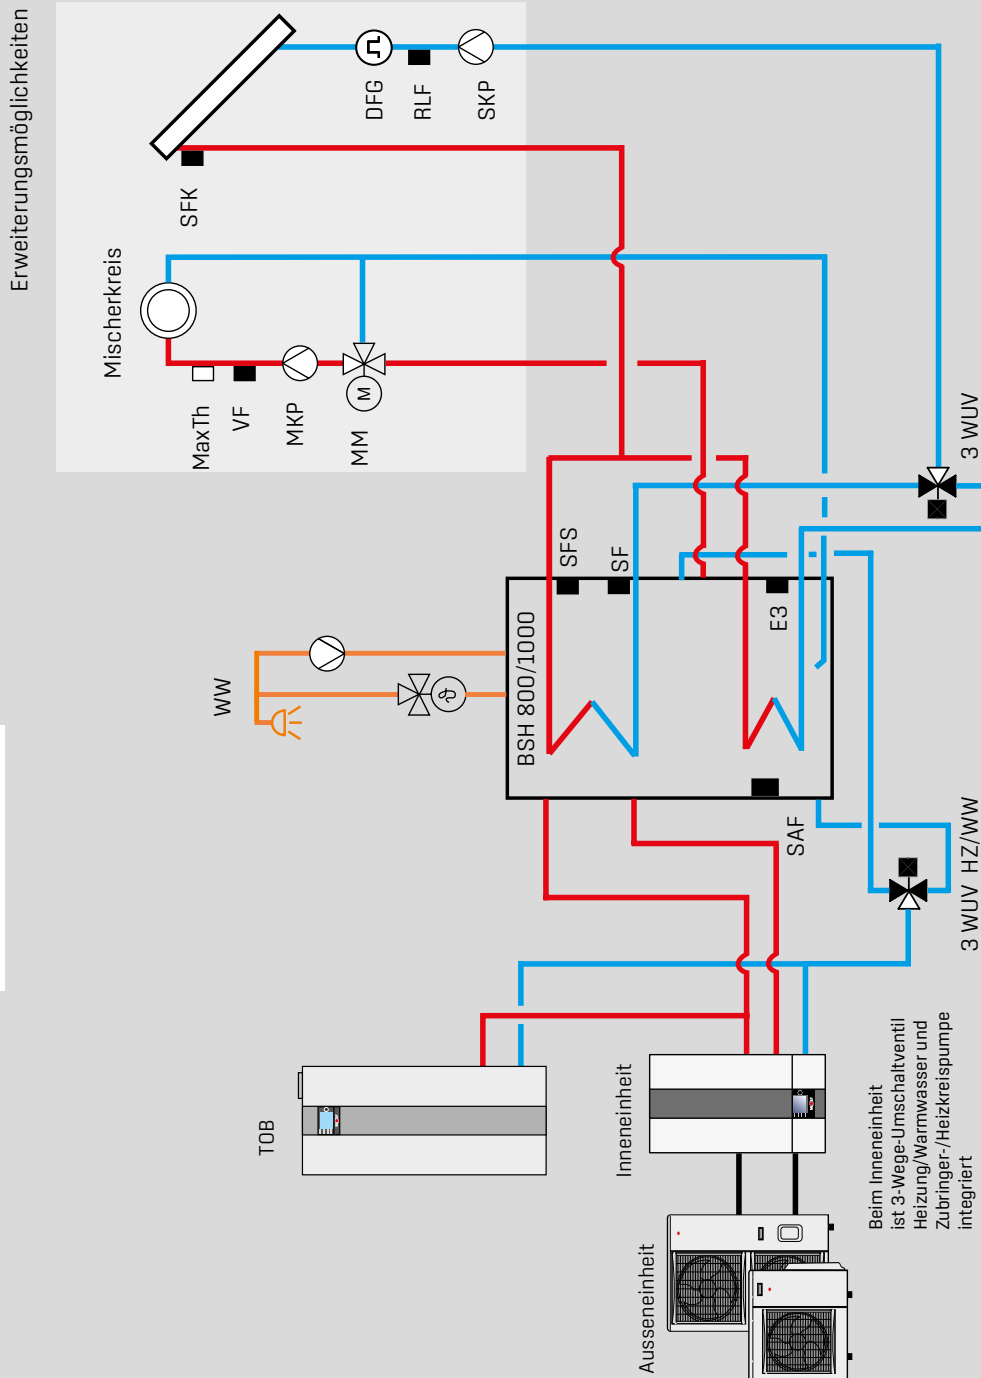 Erweiterungsmöglichkeiten
DFG
RLF
SKP
SFK
Mischerkreis
MaxTh
VF
MKP
MM
M
3 WUV
WW
SFS
SF
E3
BSH 800/1000
SAF
3 WUV HZ/WW
TOB
Inneneinheit
Ausseneinheit
Beim Inneneinheit
ist 3-Wege-Umschaltventil
Heizung/Warmwasser und
Zubringer-/Heizkreispumpe
integriert